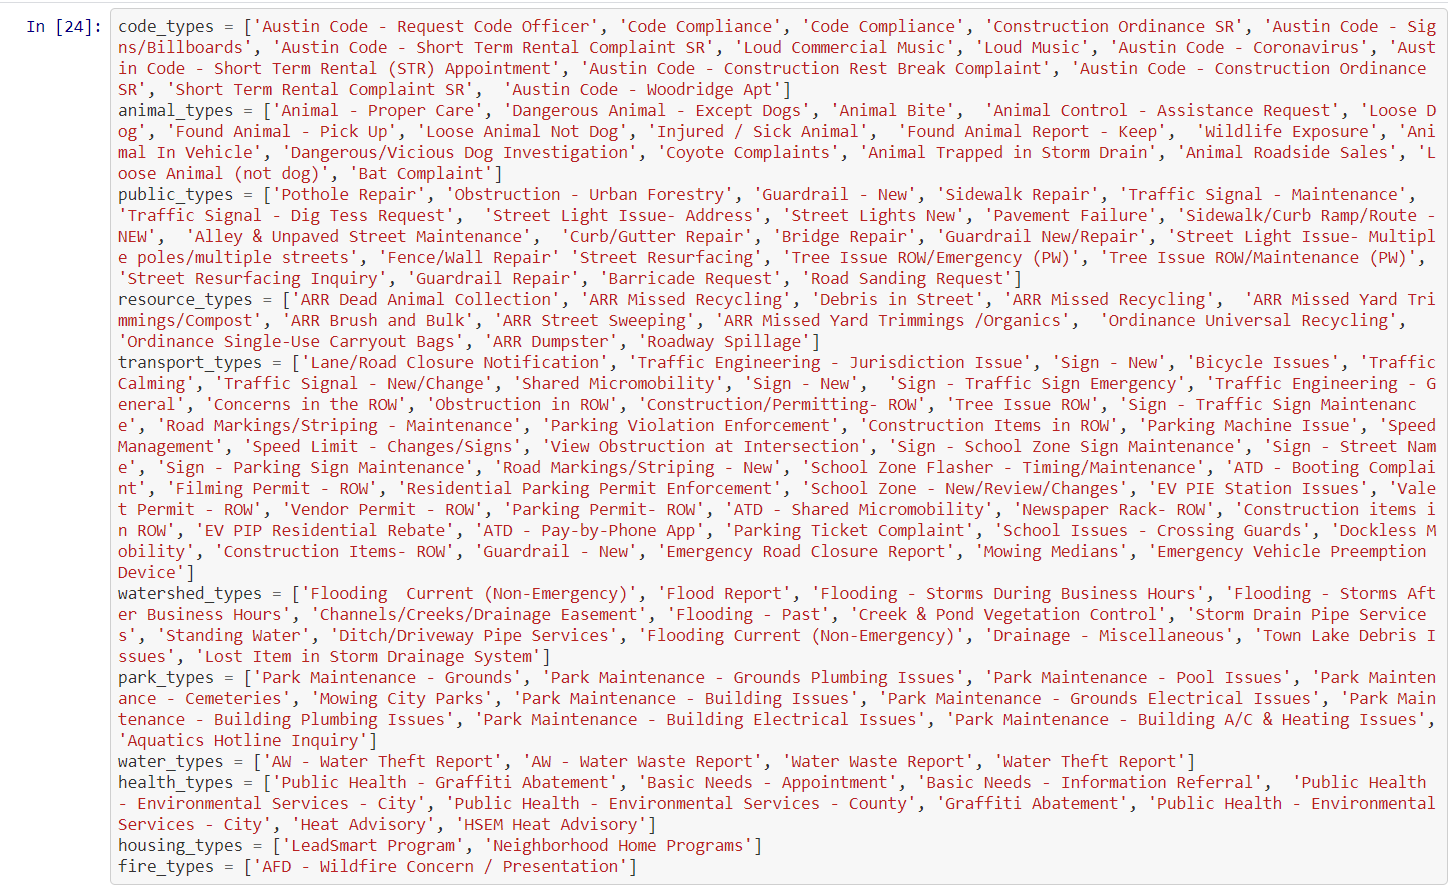 In [24]: code_types = ['Austin Code - Request Code Officer', 'Code Compliance', 'Code Compliance', 'Construction Ordinance SR', 'Austin Code - Sig
ns/Billboards', 'Austin Code - Short Term Rental Complaint SR', 'Loud Commercial Music', 'Loud Music', 'Austin Code - Coronavirus', 'Aust
in Code - Short Term Rental (STR) Appointment', 'Austin Code - Construction Rest Break Complaint', 'Austin Code - Construction Ordinance
SR', 'Short Term Rental Complaint SR',  'Austin Code - Woodridge Apt']
animal_types = ['Animal - Proper Care', 'Dangerous Animal - Except Dogs', 'Animal Bite',  'Animal Control - Assistance Request', 'Loose D
og', 'Found Animal - Pick Up', 'Loose Animal Not Dog', 'Injured / Sick Animal',  'Found Animal Report - Keep',  'Wildlife Exposure', 'Ani
mal In Vehicle', 'Dangerous/Vicious Dog Investigation', 'Coyote Complaints', 'Animal Trapped in Storm Drain', 'Animal Roadside Sales', 'L
oose Animal (not dog)', 'Bat Complaint']
public_types = ['Pothole Repair', 'Obstruction - Urban Forestry', 'Guardrail - New', 'Sidewalk Repair', 'Traffic Signal - Maintenance',
'Traffic Signal - Dig Tess Request',  'Street Light Issue- Address', 'Street Lights New', 'Pavement Failure', 'Sidewalk/Curb Ramp/Route -
NEW',  'Alley & Unpaved Street Maintenance',  'Curb/Gutter Repair', 'Bridge Repair', 'Guardrail New/Repair', 'Street Light Issue- Multipl
e poles/multiple streets', 'Fence/Wall Repair' 'Street Resurfacing', 'Tree Issue ROW/Emergency (PW)', 'Tree Issue ROW/Maintenance (PW)',
'Street Resurfacing Inquiry', 'Guardrail Repair', 'Barricade Request', 'Road Sanding Request']
resource_types = ['ARR Dead Animal Collection', 'ARR Missed Recycling', 'Debris in Street', 'ARR Missed Recycling',  'ARR Missed Yard Tri
mmings/Compost', 'ARR Brush and Bulk', 'ARR Street Sweeping', 'ARR Missed Yard Trimmings /Organics',  'Ordinance Universal Recycling',
'Ordinance Single-Use Carryout Bags', 'ARR Dumpster', 'Roadway Spillage']
transport_types = ['Lane/Road Closure Notification', 'Traffic Engineering - Jurisdiction Issue', 'Sign - New', 'Bicycle Issues', 'Traffic
Calming', 'Traffic Signal - New/Change', 'Shared Micromobility', 'Sign - New',  'Sign - Traffic Sign Emergency', 'Traffic Engineering - G
eneral', 'Concerns in the ROW', 'Obstruction in ROW', 'Construction/Permitting- ROW', 'Tree Issue ROW', 'Sign - Traffic Sign Maintenanc
e', 'Road Markings/Striping - Maintenance', 'Parking Violation Enforcement', 'Construction Items in ROW', 'Parking Machine Issue', 'Speed
Management', 'Speed Limit - Changes/Signs', 'View Obstruction at Intersection', 'Sign - School Zone Sign Maintenance', 'Sign - Street Nam
e', 'Sign - Parking Sign Maintenance', 'Road Markings/Striping - New', 'School Zone Flasher - Timing/Maintenance', 'ATD - Booting Complai
nt', 'Filming Permit - ROW', 'Residential Parking Permit Enforcement', 'School Zone - New/Review/Changes', 'EV PIE Station Issues', 'Vale
t Permit - ROW', 'Vendor Permit - ROW', 'Parking Permit- ROW', 'ATD - Shared Micromobility', 'Newspaper Rack- ROW', 'Construction items i
n ROW', 'EV PIP Residential Rebate', 'ATD - Pay-by-Phone App', 'Parking Ticket Complaint', 'School Issues - Crossing Guards', 'Dockless M
obility', 'Construction Items- ROW', 'Guardrail - New', 'Emergency Road Closure Report', 'Mowing Medians', 'Emergency Vehicle Preemption
Device']
watershed_types = ['Flooding  Current (Non-Emergency)', 'Flood Report', 'Flooding - Storms During Business Hours', 'Flooding - Storms Aft
er Business Hours', 'Channels/Creeks/Drainage Easement', 'Flooding - Past', 'Creek & Pond Vegetation Control', 'Storm Drain Pipe Service
s', 'Standing Water', 'Ditch/Driveway Pipe Services', 'Flooding Current (Non-Emergency)', 'Drainage - Miscellaneous', 'Town Lake Debris I
ssues', 'Lost Item in Storm Drainage System']
park_types = ['Park Maintenance - Grounds', 'Park Maintenance - Grounds Plumbing Issues', 'Park Maintenance - Pool Issues', 'Park Mainten
ance - Cemeteries', 'Mowing City Parks', 'Park Maintenance - Building Issues', 'Park Maintenance - Grounds Electrical Issues', 'Park Main
tenance - Building Plumbing Issues', 'Park Maintenance - Building Electrical Issues', 'Park Maintenance - Building A/C & Heating Issues',
'Aquatics Hotline Inquiry']
water_types = ['AW - Water Theft Report', 'AW - Water Waste Report', 'Water Waste Report', 'Water Theft Report']
health_types = ['Public Health - Graffiti Abatement', 'Basic Needs - Appointment', 'Basic Needs - Information Referral',  'Public Health
- Environmental Services - City', 'Public Health - Environmental Services - County', 'Graffiti Abatement', 'Public Health - Environmental
Services - City', 'Heat Advisory', 'HSEM Heat Advisory']
housing_types = ['LeadSmart Program', 'Neighborhood Home Programs']
fire_types = ['AFD - Wildfire Concern / Presentation']